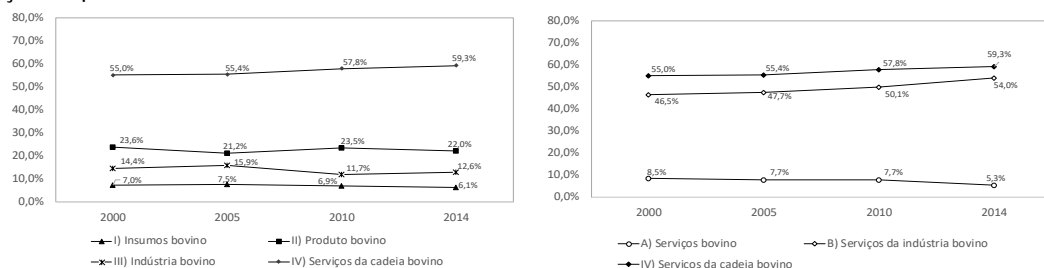 80,0%
70,0%
60,0%
50,0%
40,0%
30,0%
20,0%
10,0%
0,0%
55,0% 55,4% 57,8% 59,3%
23,6% 21,2% 23,5% 22,0%
14,4% 15,9% 11,7% 12,6%
7,0% 7,5% 6,9% 6,1%
2000 2005 2010 2014
I) Insumos bovino II) Produto bovino
III) Indústria bovino IV) Serviços da cadeia bovino
80,0%
70,0%
60,0%
50,0%
40,0%
30,0%
20,0%
10,0%
0,0%
55,0% 55,4% 57,8% 59,3%
46,5% 47,7% 50,1% 54,0%
8,5% 7,7% 7,7% 5,3%
2000 2005 2010 2014
A) Serviços bovino B) Serviços da indústria bovino
IV) Serviços da cadeia bovino